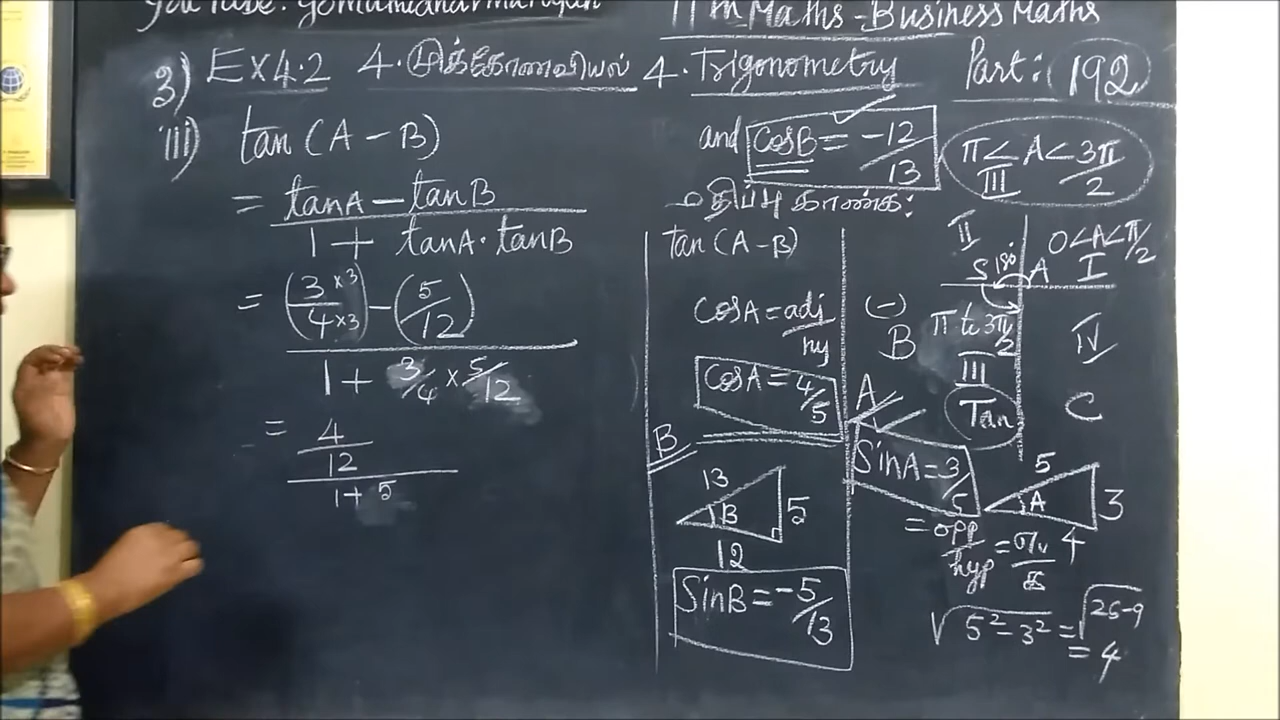 YouTube:
11th Maths - Business Maths
3) Ex 4.2 4. முக்கோணவியல் 4. Trigonometry Part: 192
iii) tan (A - B)
= tanA - tanB / 1 + tanA . tanB
= (3×3 / 4×3) - (5/12) / 1 + 3/4 × 5/12
= 4/12 / 1 + 5
and CosB = -12/13 π < A < 3π/2
III
மதிப்பு காண்க:
tan (A - B)
CosA = adj/hy
CosA = 4/5
B
13 5
B
12
SinB = -5/13
II 0 < A < π/2
I
S 180° A
(-)
B π to 3π/2 IV
III
Tan C
A
SinA = 3/5
5 3
A
4
= opp/hyp =
√5² - 3² = √25-9
= 4